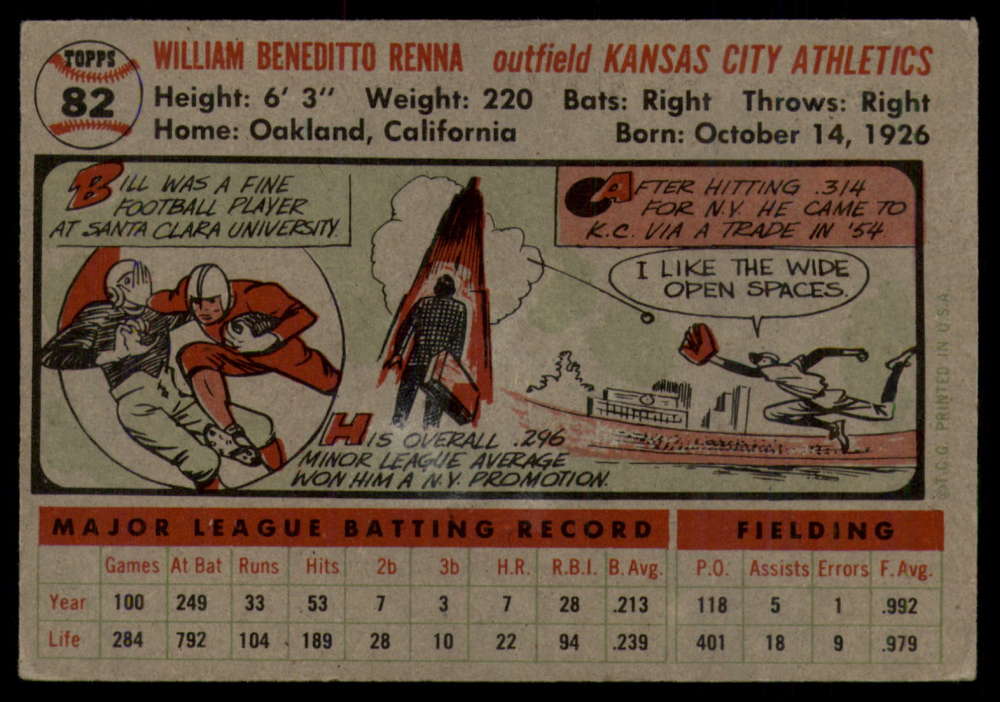 TOPPS
82
WILLIAM BENEDITTO RENNA outfield KANSAS CITY ATHLETICS
Height: 6' 3" Weight: 220 Bats: Right Throws: Right
Home: Oakland, California Born: October 14, 1926
BILL WAS A FINE
FOOTBALL PLAYER
AT SANTA CLARA UNIVERSITY.
HIS OVERALL .296
MINOR LEAGUE AVERAGE
WON HIM A N.Y. PROMOTION.
AFTER HITTING .314
FOR N.Y. HE CAME TO
K.C. VIA A TRADE IN '54
I LIKE THE WIDE
OPEN SPACES.
©T.C.G. PRINTED IN U.S.A.
MAJOR LEAGUE BATTING RECORD FIELDING
Games At Bat Runs Hits 2b 3b H.R. R.B.I. B. Avg. P.O. Assists Errors F. Avg.
Year 100 249 33 53 7 3 7 28 .213 118 5 1 .992
Life 284 792 104 189 28 10 22 94 .239 401 18 9 .979